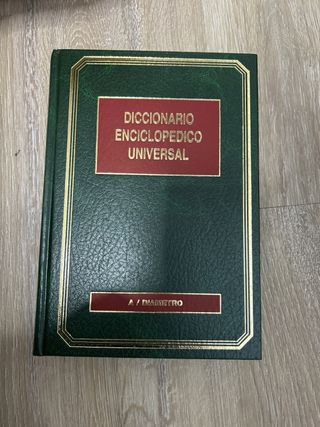 DICCIONARIO
ENCICLOPEDICO
UNIVERSAL
A / DIAMETRO